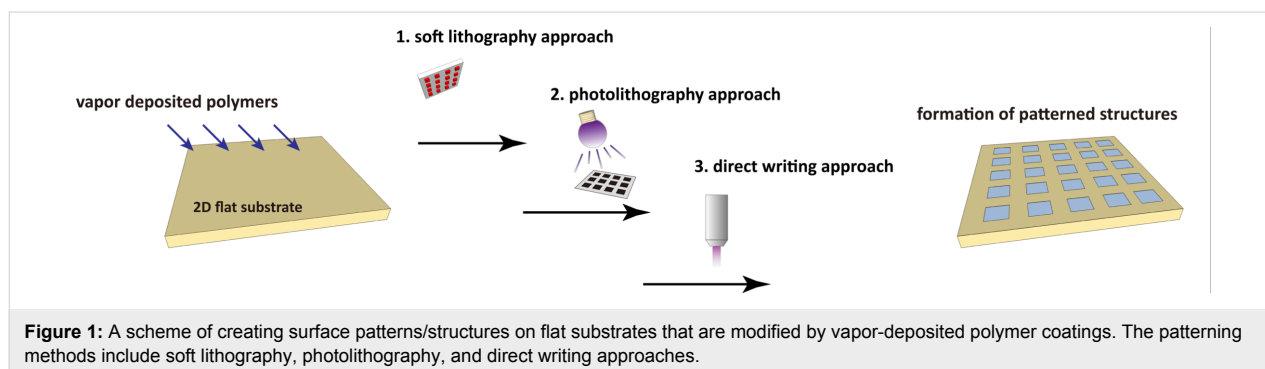 1. soft lithography approach
vapor deposited polymers
2. photolithography approach
formation of patterned structures
3. direct writing approach
2D flat substrate
Figure 1: A scheme of creating surface patterns/structures on flat substrates that are modified by vapor-deposited polymer coatings. The patterning
methods include soft lithography, photolithography, and direct writing approaches.